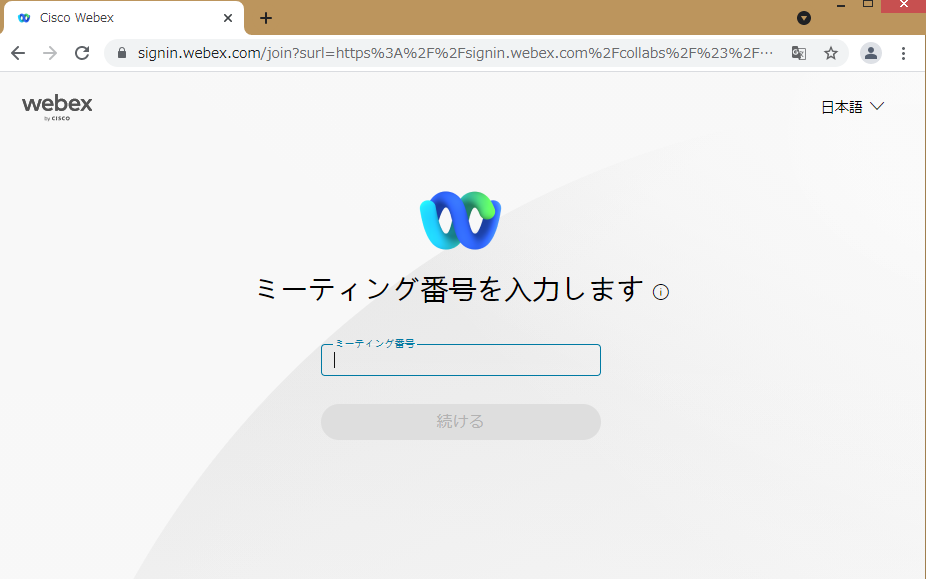 Cisco Webex
signin.webex.com/join?surl=https%3A%2F%2Fsignin.webex.com%2Fcollabs%2F%23%2F…
webex
by CISCO
日本語
ミーティング番号を入力します
ミーティング番号
続ける